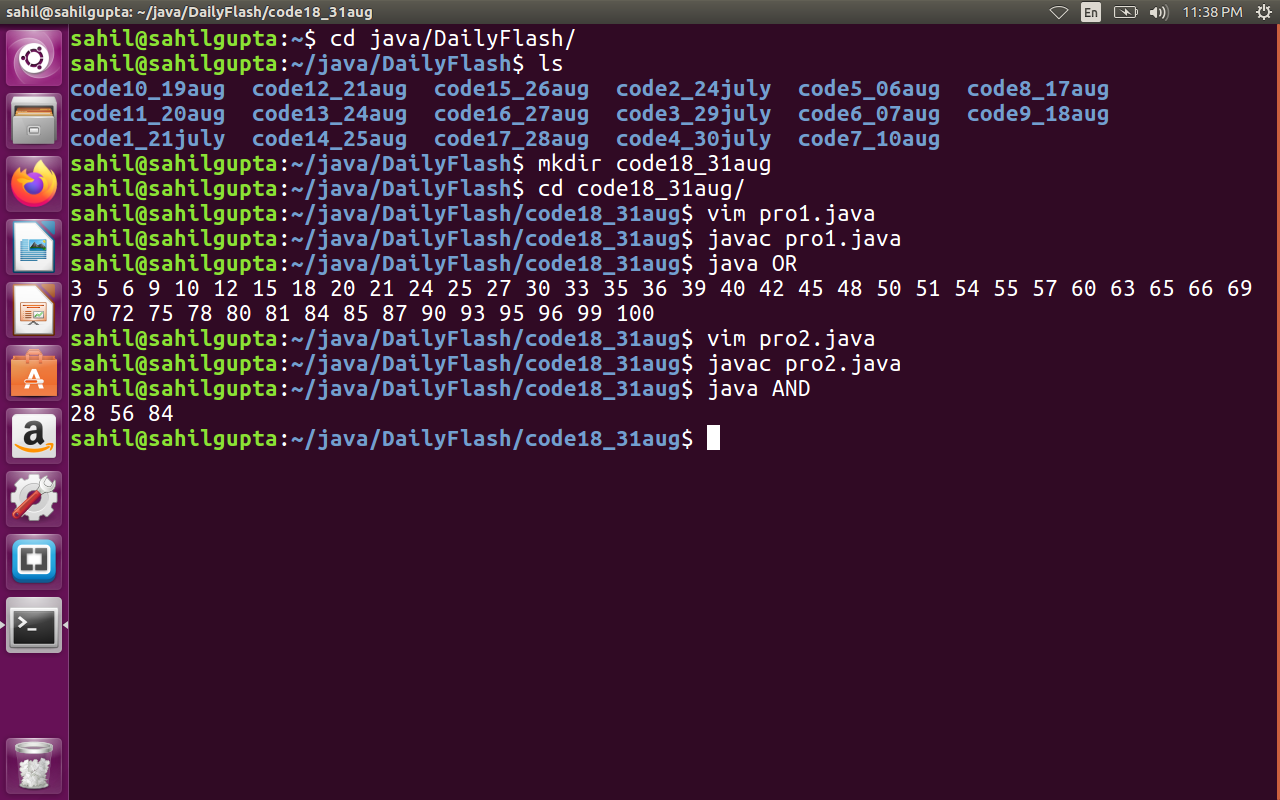 sahil@sahilgupta: ~/java/DailyFlash/code18_31aug En 11:38 PM
sahil@sahilgupta:~$ cd java/DailyFlash/
sahil@sahilgupta:~/java/DailyFlash$ ls
code10_19aug code12_21aug code15_26aug code2_24july code5_06aug code8_17aug
code11_20aug code13_24aug code16_27aug code3_29july code6_07aug code9_18aug
code1_21july code14_25aug code17_28aug code4_30july code7_10aug
sahil@sahilgupta:~/java/DailyFlash$ mkdir code18_31aug
sahil@sahilgupta:~/java/DailyFlash$ cd code18_31aug/
sahil@sahilgupta:~/java/DailyFlash/code18_31aug$ vim pro1.java
sahil@sahilgupta:~/java/DailyFlash/code18_31aug$ javac pro1.java
sahil@sahilgupta:~/java/DailyFlash/code18_31aug$ java OR
3 5 6 9 10 12 15 18 20 21 24 25 27 30 33 35 36 39 40 42 45 48 50 51 54 55 57 60 63 65 66 69
70 72 75 78 80 81 84 85 87 90 93 95 96 99 100
sahil@sahilgupta:~/java/DailyFlash/code18_31aug$ vim pro2.java
sahil@sahilgupta:~/java/DailyFlash/code18_31aug$ javac pro2.java
sahil@sahilgupta:~/java/DailyFlash/code18_31aug$ java AND
28 56 84
sahil@sahilgupta:~/java/DailyFlash/code18_31aug$